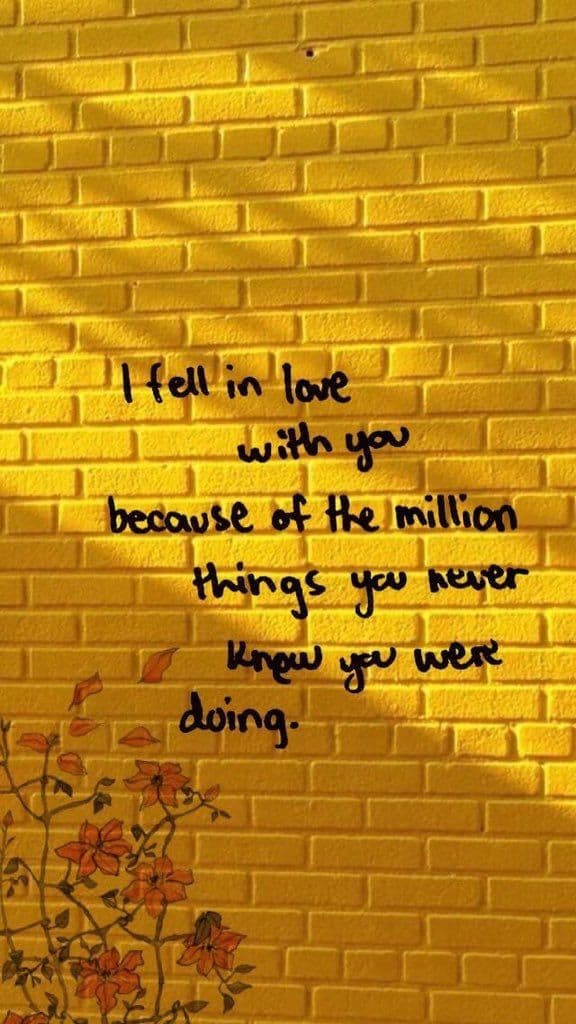 I fell in love
with you
because of the million
things you never
knew you were
doing.